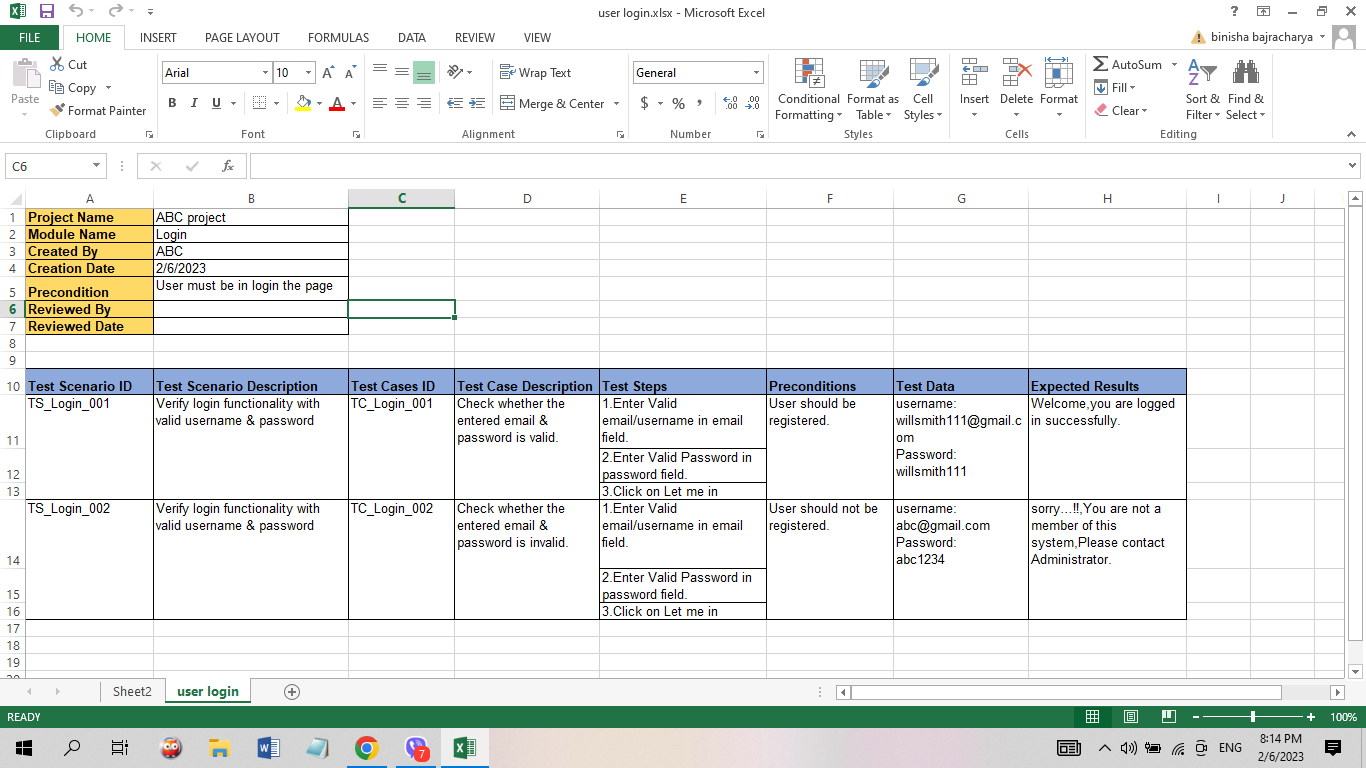 user login.xlsx - Microsoft Excel
?
FILE HOME INSERT PAGE LAYOUT FORMULAS DATA REVIEW VIEW
binisha bajracharya
Paste
Cut
Copy
Format Painter
Clipboard
Arial 10
B I U
Font
Wrap Text
Merge & Center
Alignment
General
$ % ,
Number
Conditional Formatting
Format as Table
Cell Styles
Styles
Insert Delete Format
Cells
AutoSum
Fill
Clear
Sort & Filter
Find & Select
Editing
C6
fx
A B C D E F G H I J
1 Project Name ABC project
2 Module Name Login
3 Created By ABC
4 Creation Date 2/6/2023
5 Precondition User must be in login the page
6 Reviewed By
7 Reviewed Date
8
9
10 Test Scenario ID Test Scenario Description Test Cases ID Test Case Description Test Steps Preconditions Test Data Expected Results
11 TS_Login_001
Verify login functionality with
valid username & password
TC_Login_001
Check whether the
entered email &
password is valid.
1.Enter Valid
email/username in email
field.
User should be
registered.
username:
willsmith111@gmail.c
om
Password:
willsmith111
Welcome,you are logged
in successfully.
12 2.Enter Valid Password in
password field.
13 3.Click on Let me in
14 TS_Login_002
Verify login functionality with
valid username & password
TC_Login_002
Check whether the
entered email &
password is invalid.
1.Enter Valid
email/username in email
field.
User should not be
registered.
username:
abc@gmail.com
Password:
abc1234
sorry...!!,You are not a
member of this
system,Please contact
Administrator.
15 2.Enter Valid Password in
password field.
16 3.Click on Let me in
17
18
19
Sheet2 user login
READY
100%
7
ENG
8:14 PM
2/6/2023